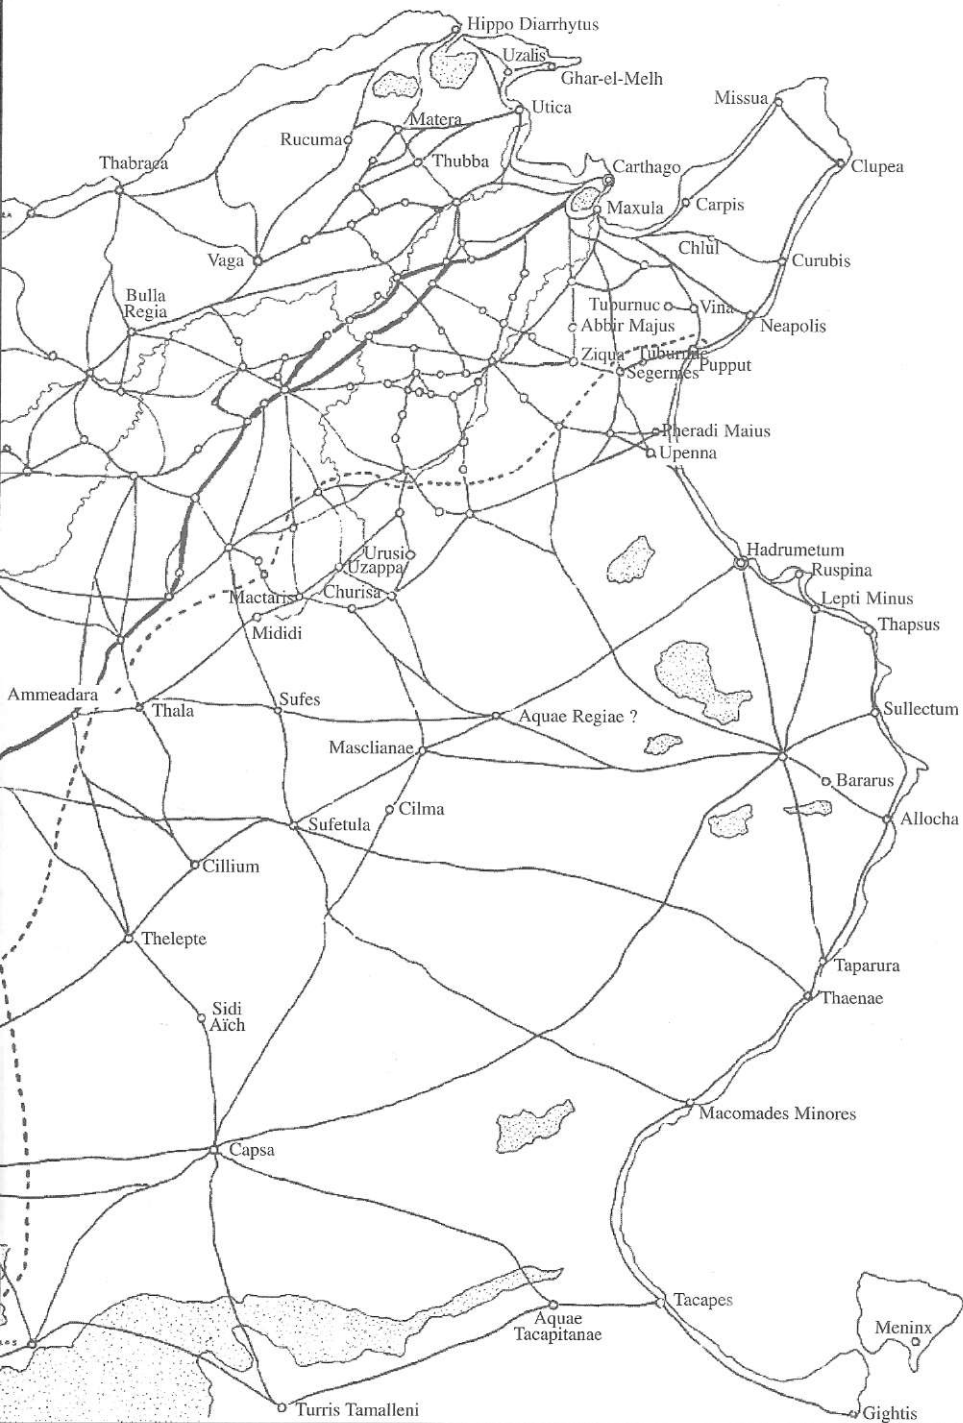 Hippo Diarrhytus
Uzalis
Ghar-el-Melh
Missua
Utica
Matera
Rucuma
Thabraca
Thubba
Carthago
Clupea
Maxula
Carpis
Chlul
Vaga
Curubis
Bulla
Regia
Tuburnuc
Vina
Abbir Majus
Neapolis
Ziqua
Pupput
Segermes
Pheradi Maius
Upenna
Hadrumetum
Urusi
Uzappa
Ruspina
Mactaris
Churisa
Lepti Minus
Mididi
Thapsus
Ammeadara
Thala
Sufes
Aquae Regiae ?
Sullectum
Masclianae
Bararus
Cilma
Allocha
Sufetula
Cillium
Thelepte
Taparura
Thaenae
Sidi
Aïch
Macomades Minores
Capsa
Tacapes
Aquae
Tacapitanae
Meninx
Turris Tamalleni
Gightis